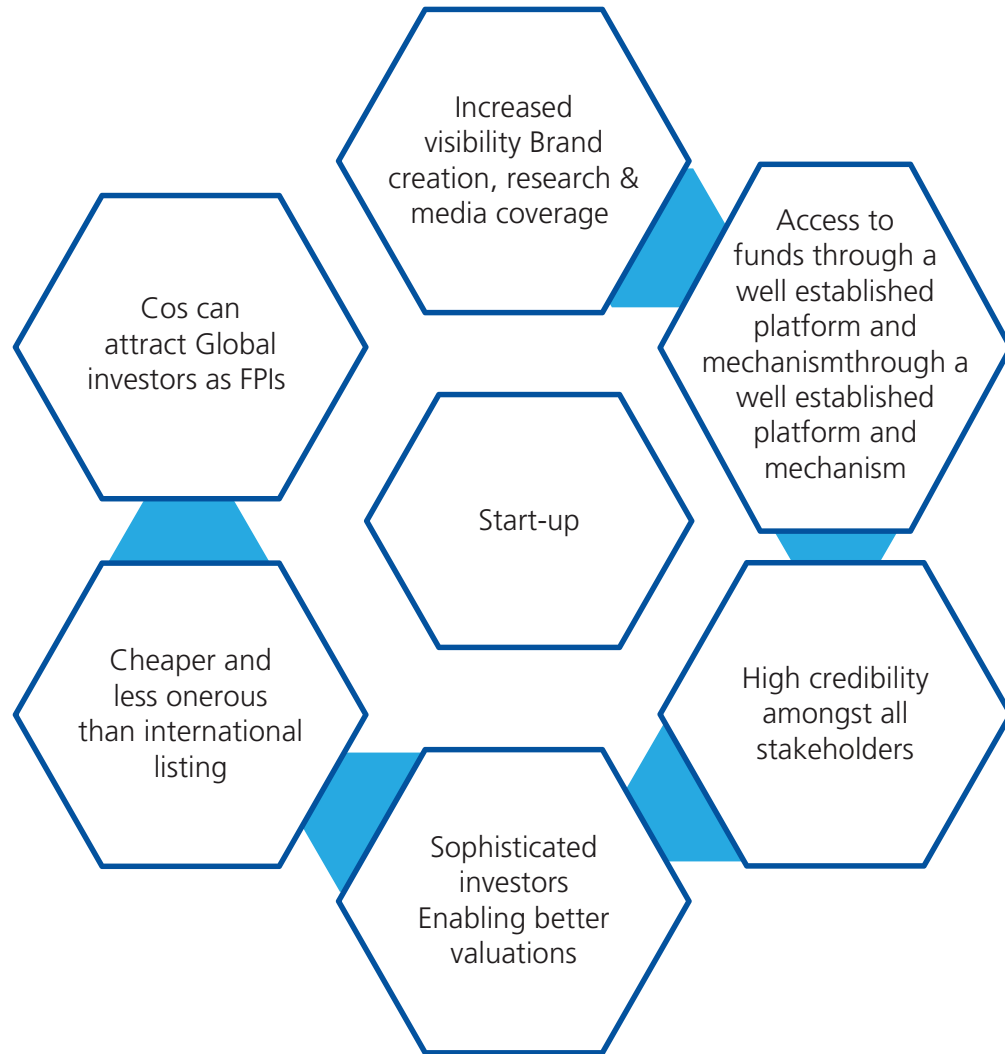 Increased
visibility Brand
creation, research &
media coverage
Access to
funds through a
well established
platform and
mechanismthrough a
well established
platform and
mechanism
Cos can
attract Global
investors as FPIs
Start-up
Cheaper and
less onerous
than international
listing
High credibility
amongst all
stakeholders
Sophisticated
investors
Enabling better
valuations